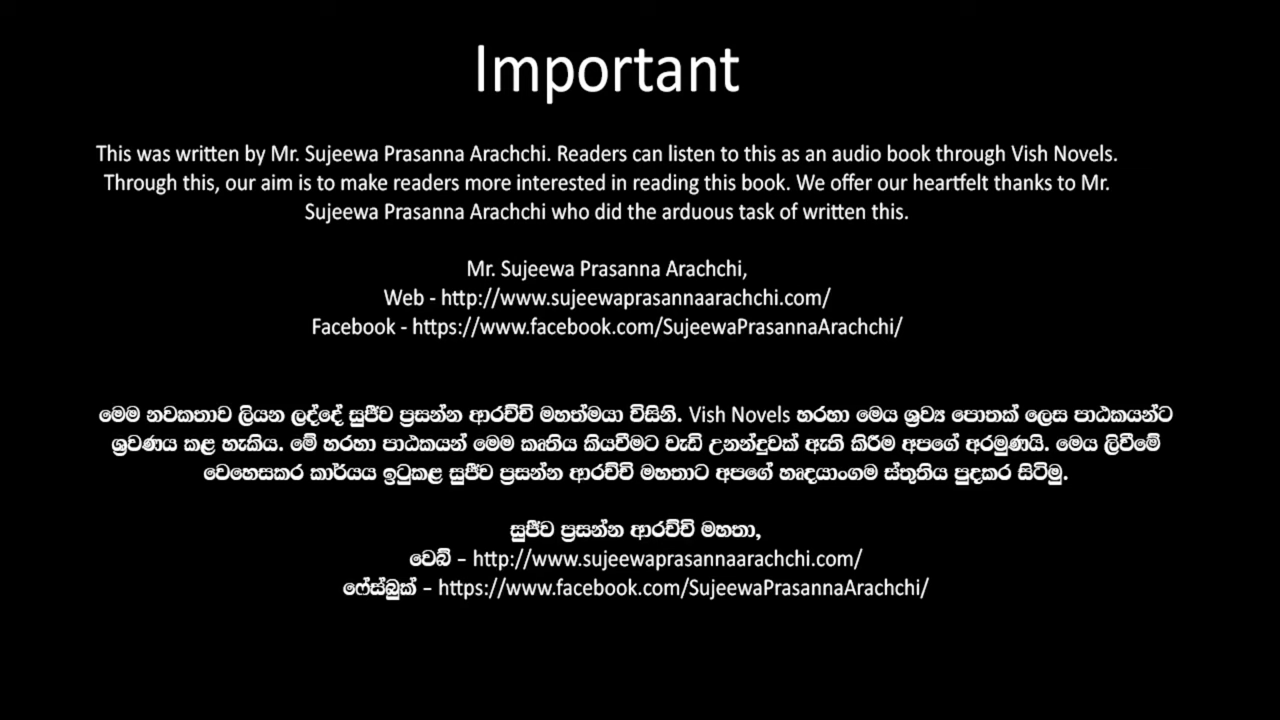 Important
This was written by Mr. Sujeewa Prasanna Arachchi. Readers can listen to this as an audio book through Vish Novels.
Through this, our aim is to make readers more interested in reading this book. We offer our heartfelt thanks to Mr.
Sujeewa Prasanna Arachchi who did the arduous task of written this.
Mr. Sujeewa Prasanna Arachchi,
Web - http://www.sujeewaprasannaarachchi.com/
Facebook - https://www.facebook.com/SujeewaPrasannaArachchi/
මෙම නවකතාව ලියන ලද්දේ සුජීව ප්‍රසන්න ආරච්චි මහත්මයා විසිනි. Vish Novels හරහා මෙය ශ්‍රව්‍ය පොතක් ලෙස පාඨකයන්ට
ශ්‍රවණය කළ හැකිය. මේ හරහා පාඨකයන් මෙම කෘතිය කියවීමට වැඩි උනන්දුවක් ඇති කිරීම අපගේ අරමුණයි. මෙය ලිවීමේ
වෙහෙසකර කාර්යය ඉටුකළ සුජීව ප්‍රසන්න ආරච්චි මහතාට අපගේ හෘදයාංගම ස්තූතිය පුදකර සිටිමු.
සුජීව ප්‍රසන්න ආරච්චි මහතා,
වෙබ් – http://www.sujeewaprasannaarachchi.com/
ෆේස්බුක් – https://www.facebook.com/SujeewaPrasannaArachchi/